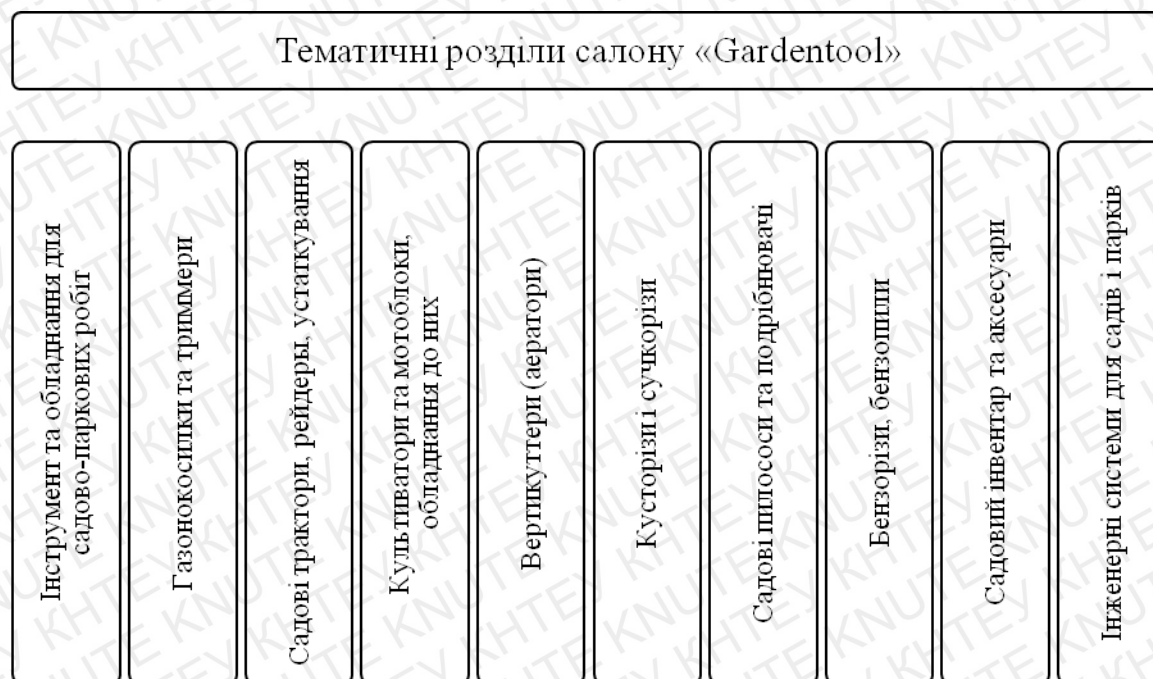 Тематичні розділи салону «Gardentool»
Інструмент та обладнання для
садово-паркових робіт
Газонокосилки та триммери
Садові трактори, рейдеры, устаткування
Культиватори та мотоблоки,
обладнання до них
Вертикуттери (аератори)
Кусторізи і сучкорізи
Садові пилососи та подрібнювачі
Бензорізи, бензопили
Садовий інвентар та аксесуари
Інженерні системи для садів і парків